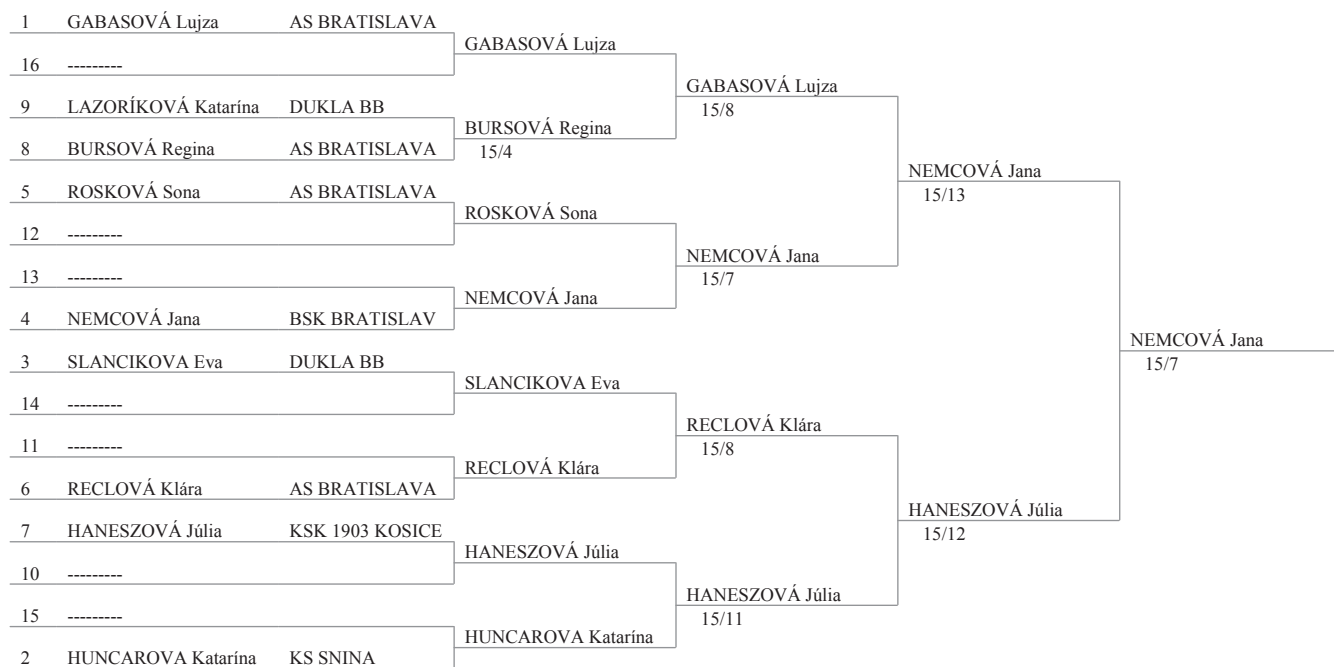 1 GABASOVÁ Lujza AS BRATISLAVA
GABASOVÁ Lujza
16 ---------
GABASOVÁ Lujza
15/8
9 LAZORÍKOVÁ Katarína DUKLA BB
BURSOVÁ Regina
15/4
8 BURSOVÁ Regina AS BRATISLAVA
NEMCOVÁ Jana
15/13
5 ROSKOVÁ Sona AS BRATISLAVA
ROSKOVÁ Sona
12 ---------
NEMCOVÁ Jana
15/7
13 ---------
NEMCOVÁ Jana
4 NEMCOVÁ Jana BSK BRATISLAV
NEMCOVÁ Jana
15/7
3 SLANCIKOVA Eva DUKLA BB
SLANCIKOVA Eva
14 ---------
RECLOVÁ Klára
15/8
11 ---------
RECLOVÁ Klára
6 RECLOVÁ Klára AS BRATISLAVA
HANESZOVÁ Júlia
15/12
7 HANESZOVÁ Júlia KSK 1903 KOSICE
HANESZOVÁ Júlia
10 ---------
HANESZOVÁ Júlia
15/11
15 ---------
HUNCAROVA Katarína
2 HUNCAROVA Katarína KS SNINA